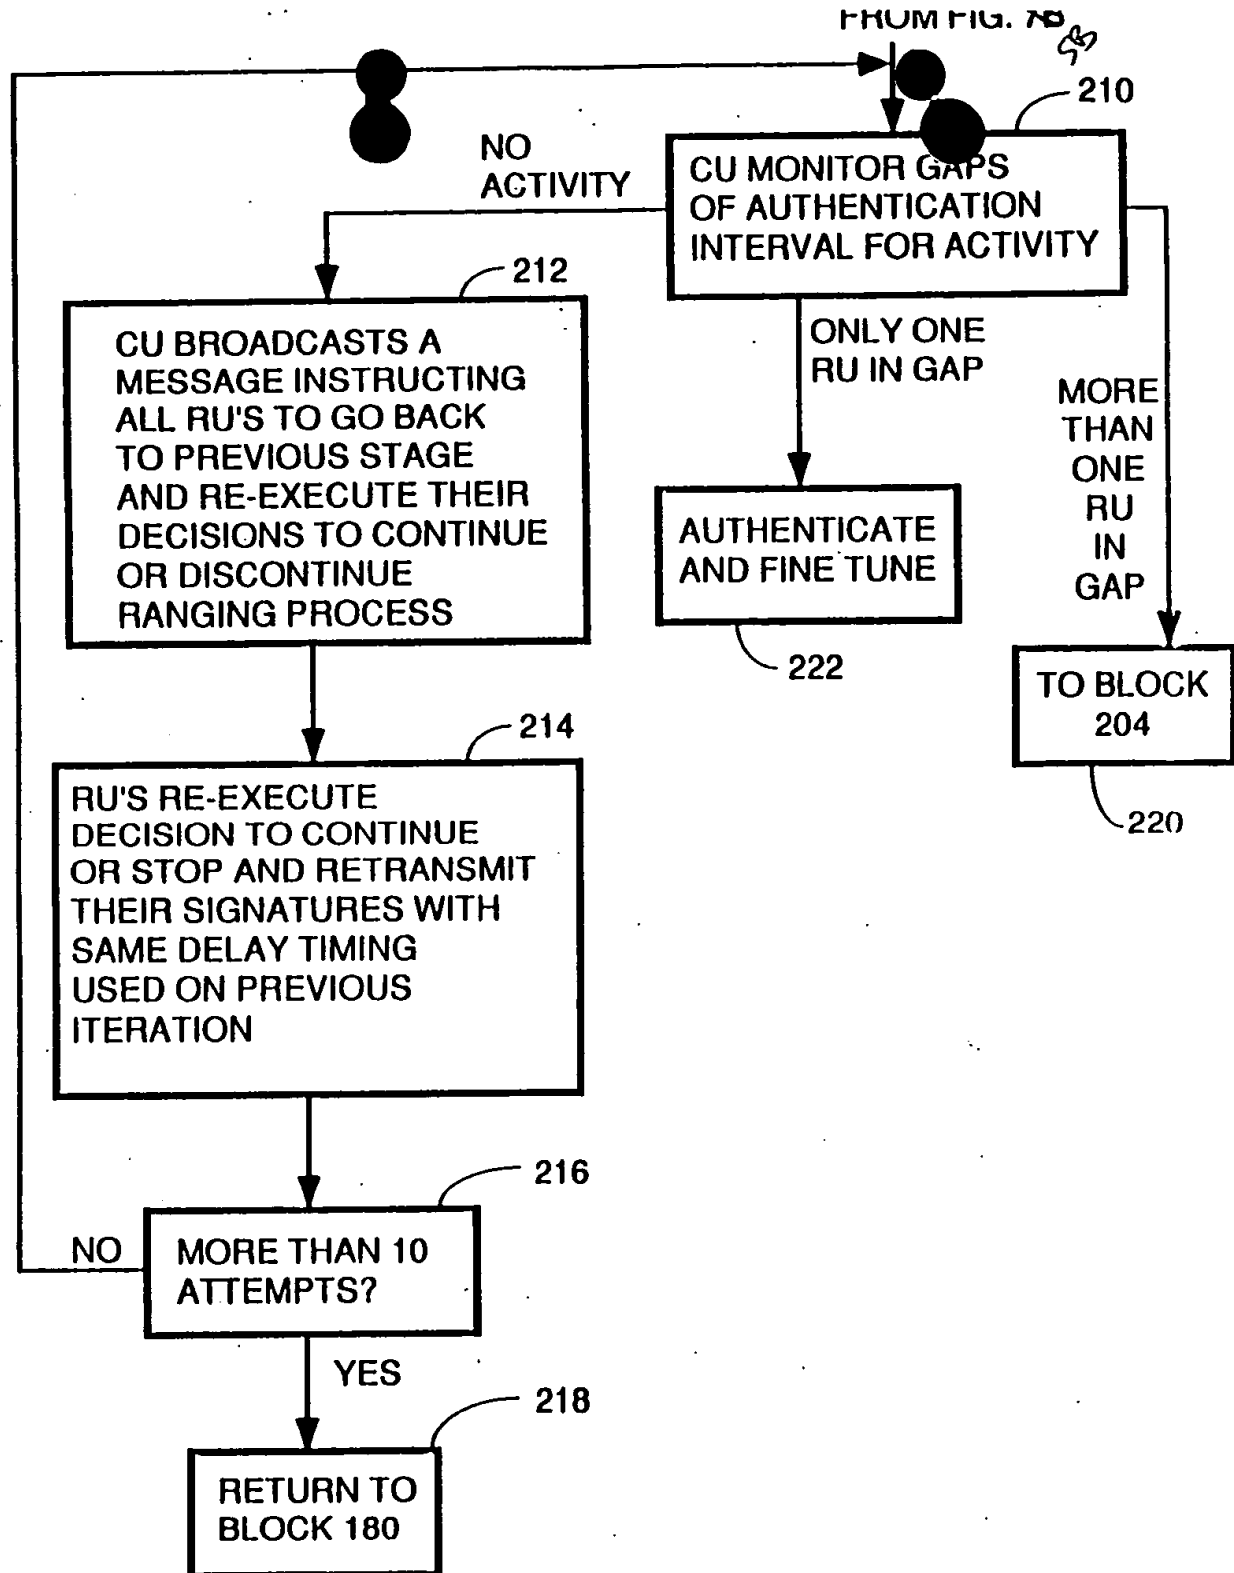 FROM FIG. 7B
5B
210
NO
ACTIVITY
CU MONITOR GAPS
OF AUTHENTICATION
INTERVAL FOR ACTIVITY
212
CU BROADCASTS A
MESSAGE INSTRUCTING
ALL RU'S TO GO BACK
TO PREVIOUS STAGE
AND RE-EXECUTE THEIR
DECISIONS TO CONTINUE
OR DISCONTINUE
RANGING PROCESS
ONLY ONE
RU IN GAP
MORE
THAN
ONE
RU
IN
GAP
AUTHENTICATE
AND FINE TUNE
222
TO BLOCK
204
220
214
RU'S RE-EXECUTE
DECISION TO CONTINUE
OR STOP AND RETRANSMIT
THEIR SIGNATURES WITH
SAME DELAY TIMING
USED ON PREVIOUS
ITERATION
216
NO
MORE THAN 10
ATTEMPTS?
YES
218
RETURN TO
BLOCK 180